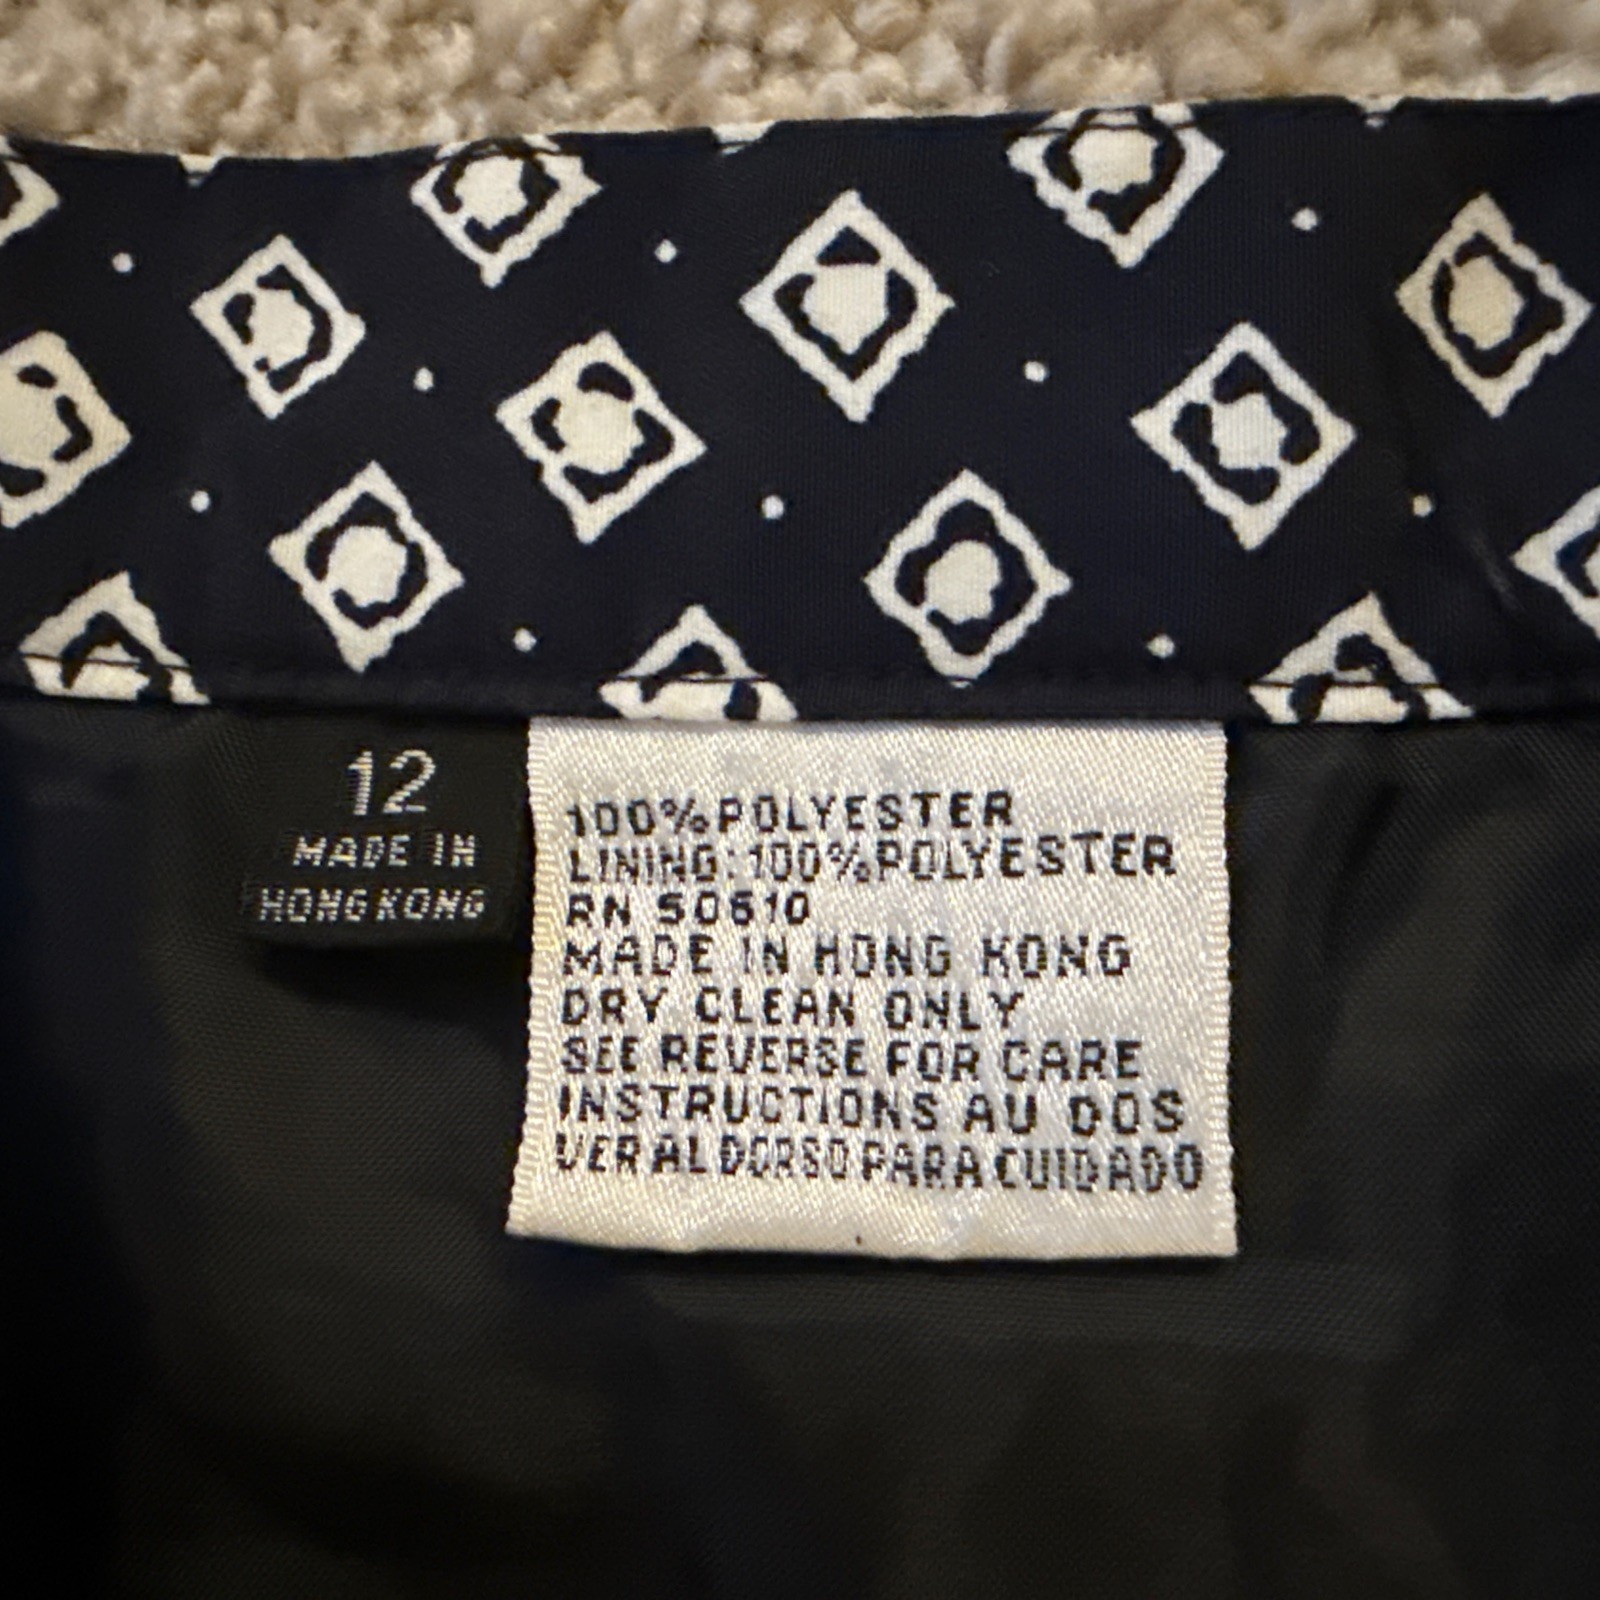 12
MADE IN
HONG KONG
100% POLYESTER
LINING: 100% POLYESTER
RN 50610
MADE IN HONG KONG
DRY CLEAN ONLY
SEE REVERSE FOR CARE
INSTRUCTIONS AU DOS
VER AL DORSO PARA CUIDADO